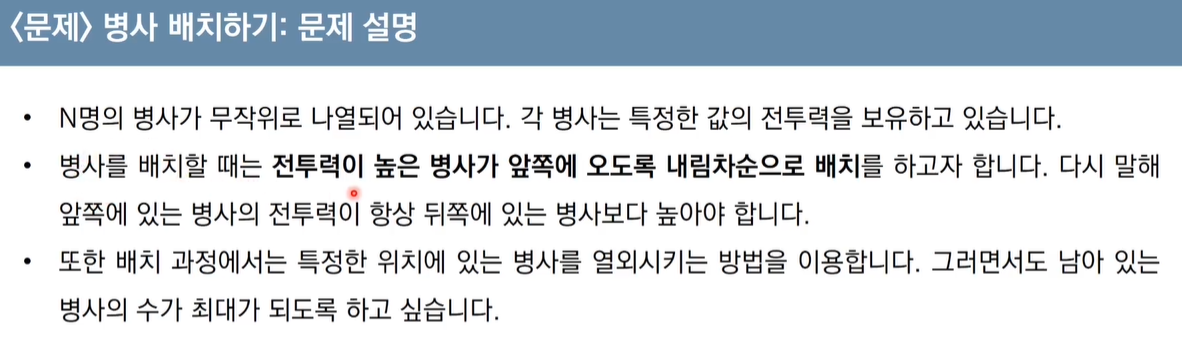 〈문제〉 병사 배치하기: 문제 설명
• N명의 병사가 무작위로 나열되어 있습니다. 각 병사는 특정한 값의 전투력을 보유하고 있습니다.
• 병사를 배치할 때는 전투력이 높은 병사가 앞쪽에 오도록 내림차순으로 배치를 하고자 합니다. 다시 말해
앞쪽에 있는 병사의 전투력이 항상 뒤쪽에 있는 병사보다 높아야 합니다.
• 또한 배치 과정에서는 특정한 위치에 있는 병사를 열외시키는 방법을 이용합니다. 그러면서도 남아 있는
병사의 수가 최대가 되도록 하고 싶습니다.